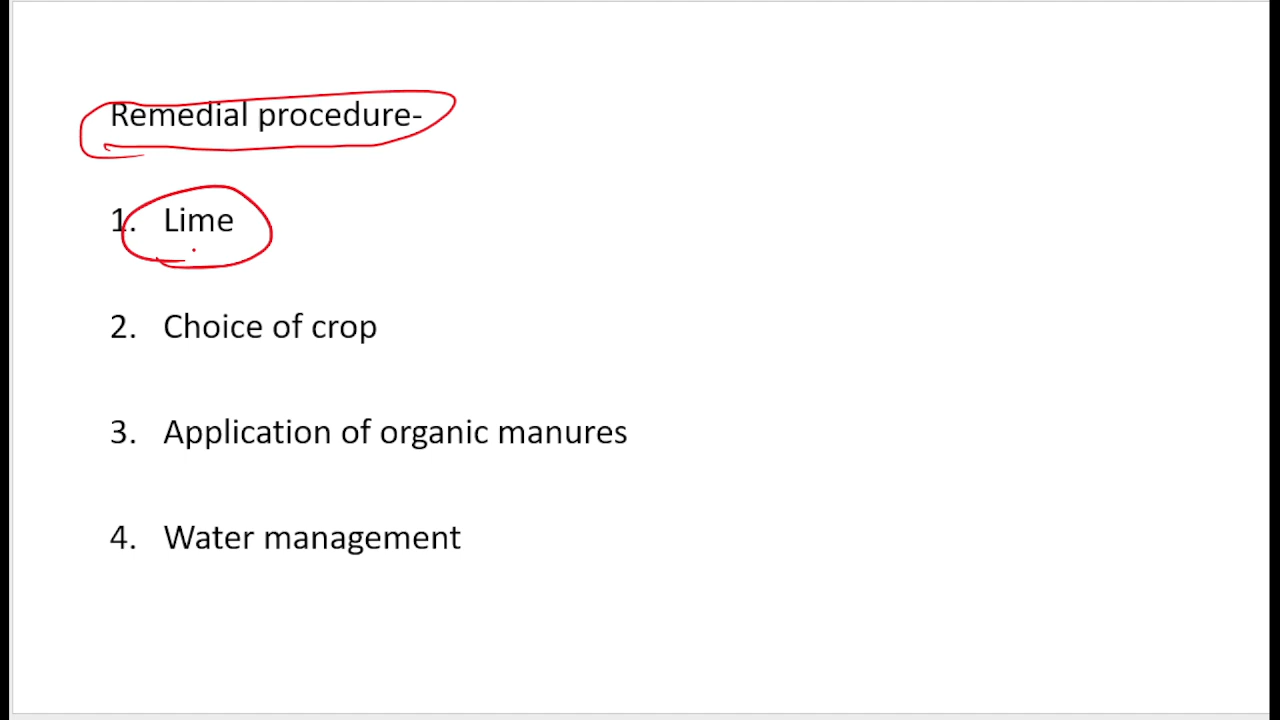 Remedial procedure-
1. Lime
2. Choice of crop
3. Application of organic manures
4. Water management